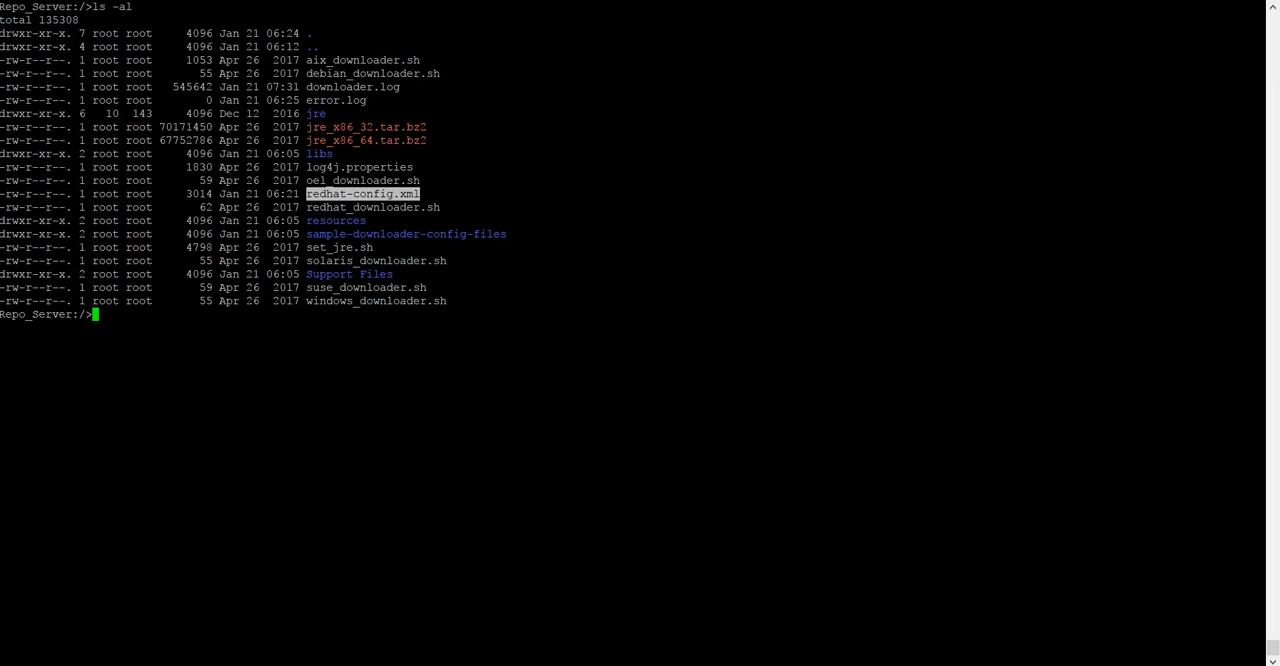 Repo_Server:/>ls -al
total 135308
drwxr-xr-x. 7 root root     4096 Jan 21 06:24 .
drwxr-xr-x. 4 root root     4096 Jan 21 06:12 ..
-rw-r--r--. 1 root root     1053 Apr 26  2017 aix_downloader.sh
-rw-r--r--. 1 root root       55 Apr 26  2017 debian_downloader.sh
-rw-r--r--. 1 root root   545642 Jan 21 07:31 downloader.log
-rw-r--r--. 1 root root        0 Jan 21 06:25 error.log
drwxr-xr-x. 6   10  143     4096 Dec 12  2016 jre
-rw-r--r--. 1 root root 70171450 Apr 26  2017 jre_x86_32.tar.bz2
-rw-r--r--. 1 root root 67752786 Apr 26  2017 jre_x86_64.tar.bz2
drwxr-xr-x. 2 root root     4096 Jan 21 06:05 libs
-rw-r--r--. 1 root root     1830 Apr 26  2017 log4j.properties
-rw-r--r--. 1 root root       59 Apr 26  2017 oel_downloader.sh
-rw-r--r--. 1 root root     3014 Jan 21 06:21 redhat-config.xml
-rw-r--r--. 1 root root       62 Apr 26  2017 redhat_downloader.sh
drwxr-xr-x. 2 root root     4096 Jan 21 06:05 resources
drwxr-xr-x. 2 root root     4096 Jan 21 06:05 sample-downloader-config-files
-rw-r--r--. 1 root root     4798 Apr 26  2017 set_jre.sh
-rw-r--r--. 1 root root       55 Apr 26  2017 solaris_downloader.sh
drwxr-xr-x. 2 root root     4096 Jan 21 06:05 Support Files
-rw-r--r--. 1 root root       59 Apr 26  2017 suse_downloader.sh
-rw-r--r--. 1 root root       55 Apr 26  2017 windows_downloader.sh
Repo_Server:/>